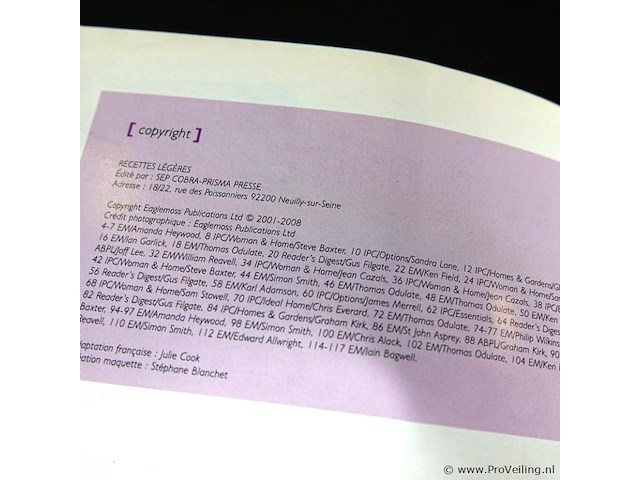 [ copyright ]
RECETTES LÉGÈRES
Édité par : SEP COBRA-PRISMA PRESSE
Adresse : 18/22, rue des Poissonniers 92200 Neuilly-sur-Seine
Copyright Eaglemoss Publications Ltd © 2001-2008
Crédit photographique : Eaglemoss Publications Ltd
4-7 EM/Amanda Heywood, 8 IPC/Woman & Home/Steve Baxter, 10 IPC/Options/Sandra Lane, 12 IPC/Homes & Gardens/G
16 EM/Ian Garlick, 18 EM/Thomas Odulate, 20 Reader's Digest/Gus Filgate, 22 EM/Ken Field, 24 IPC/Woman & Home/Sam
ABPL/Joff Lee, 32 EM/William Reavell, 34 IPC/Woman & Home/Jean Cazals, 36 IPC/Woman & Home/Jean Cazals, 38 IPC
42 IPC/Woman & Home/Steve Baxter, 44 EM/Simon Smith, 46 EM/Thomas Odulate, 48 EM/Thomas Odulate, 50 EM/Ken
56 Reader's Digest/Gus Filgate, 58 EM/Karl Adamson, 60 IPC/Options/James Merrell, 62 IPC/Essentials, 64 Reader's Diges
68 IPC/Woman & Home/Sam Stowell, 70 IPC/Ideal Home/Chris Everard, 72 EM/Thomas Odulate, 74-77 EM/Philip Wilkins
82 Reader's Digest/Gus Filgate, 84 IPC/Homes & Gardens/Graham Kirk, 86 EM/St John Asprey, 88 ABPL/Graham Kirk, 90
Baxter, 94-97 EM/Amanda Heywood, 98 EM/Simon Smith, 100 EM/Chris Alack, 102 EM/Thomas Odulate, 104 EM/Ken
Reavell, 110 EM/Simon Smith, 112 EM/Edward Allwright, 114-117 EM/Iain Bagwell.
daptation française : Julie Cook
ation maquette : Stéphane Blanchet
© www.ProVeiling.nl